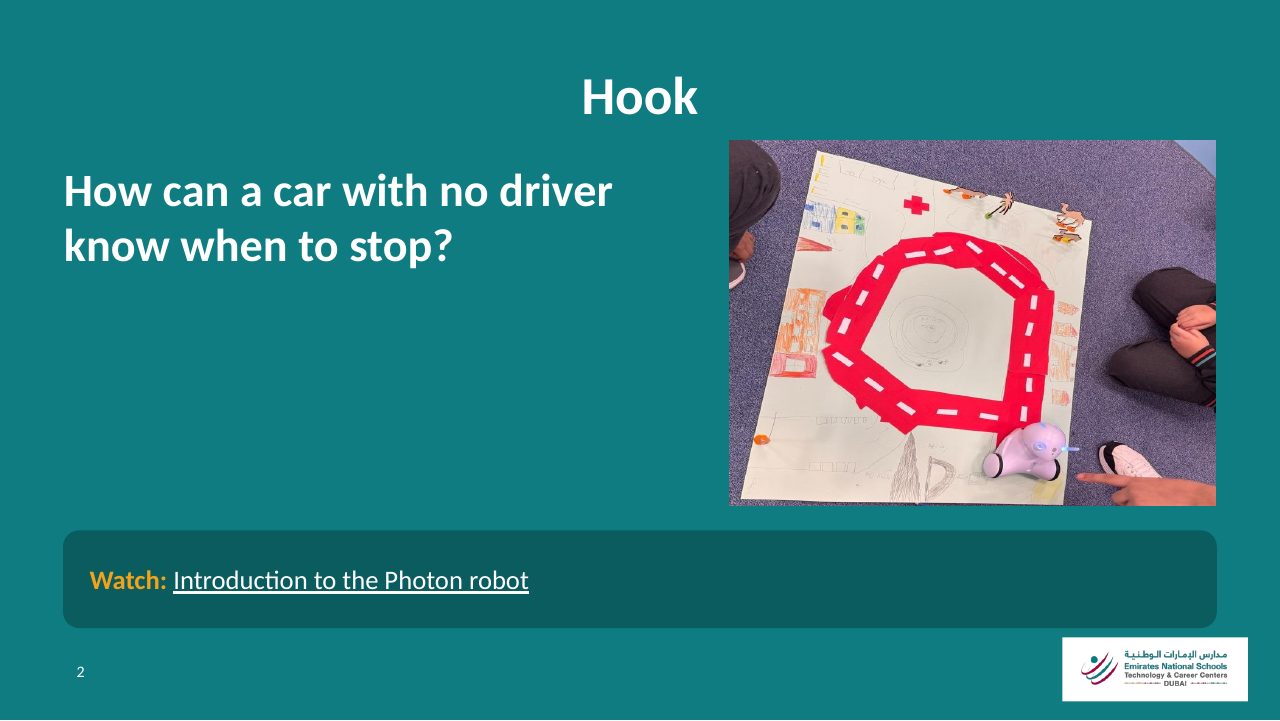 Hook
How can a car with no driver
know when to stop?
Watch: Introduction to the Photon robot
2
مدارس الإمارات الوطنية
Emirates National Schools
Technology & Career Centers
DUBAI